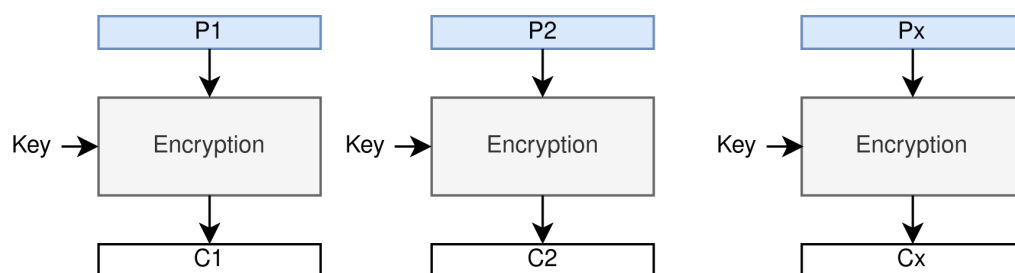 P1 P2 Px
Key Encryption Key Encryption Key Encryption
C1 C2 Cx